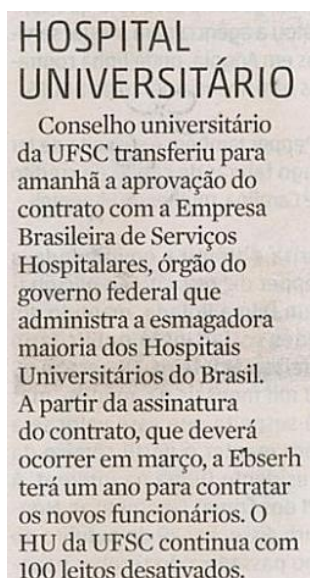 HOSPITAL
UNIVERSITÁRIO
Conselho universitário
da UFSC transferiu para
amanhã a aprovação do
contrato com a Empresa
Brasileira de Serviços
Hospitalares, órgão do
governo federal que
administra a esmagadora
maioria dos Hospitais
Universitários do Brasil.
A partir da assinatura
do contrato, que deverá
ocorrer em março, a Ebserh
terá um ano para contratar
os novos funcionários. O
HU da UFSC continua com
100 leitos desativados.